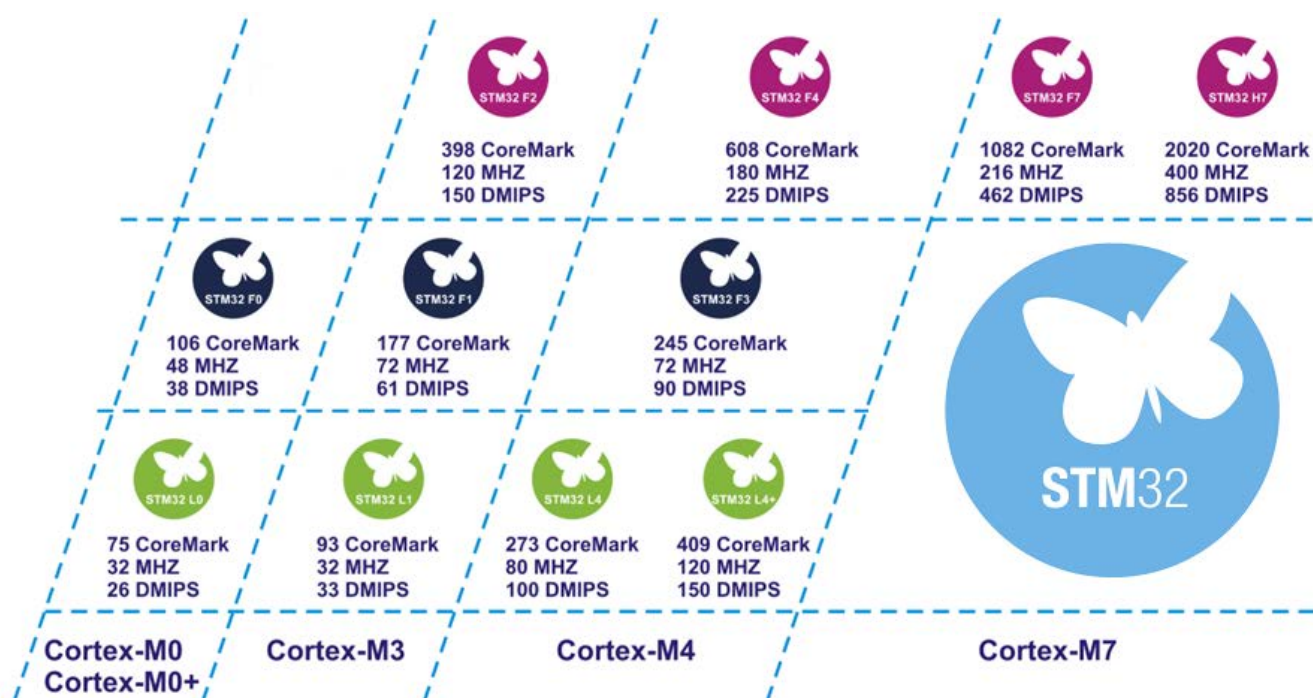 STM32 F2
398 CoreMark
120 MHZ
150 DMIPS
STM32 F4
608 CoreMark
180 MHZ
225 DMIPS
STM32 F7
1082 CoreMark
216 MHZ
462 DMIPS
STM32 H7
2020 CoreMark
400 MHZ
856 DMIPS
STM32 F0
106 CoreMark
48 MHZ
38 DMIPS
STM32 F1
177 CoreMark
72 MHZ
61 DMIPS
STM32 F3
245 CoreMark
72 MHZ
90 DMIPS
STM32
STM32 L0
75 CoreMark
32 MHZ
26 DMIPS
STM32 L1
93 CoreMark
32 MHZ
33 DMIPS
STM32 L4
273 CoreMark
80 MHZ
100 DMIPS
STM32 L4+
409 CoreMark
120 MHZ
150 DMIPS
Cortex-M0
Cortex-M0+
Cortex-M3
Cortex-M4
Cortex-M7